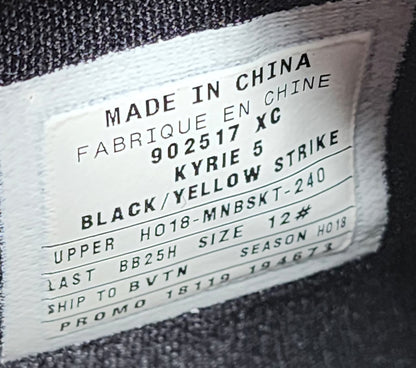 MADE IN CHINA
FABRIQUE EN CHINE
902517 XC
KYRIE 5
BLACK/YELLOW STRIKE
UPPER HO18-MNBSKT-240
LAST BB25H SIZE 12#
SHIP TO BVTN SEASON HO18
PROMO 18119 194673